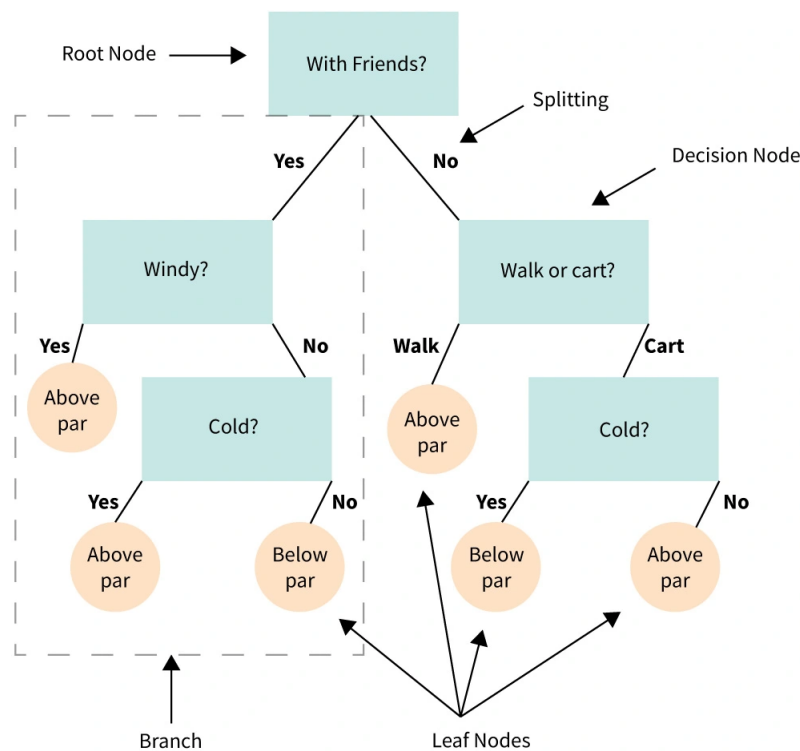 Root Node
With Friends?
Splitting
Yes
No
Decision Node
Windy?
Walk or cart?
Yes
No
Walk
Cart
Above
par
Cold?
Above
par
Cold?
Yes
No
Yes
No
Above
par
Below
par
Below
par
Above
par
Branch
Leaf Nodes